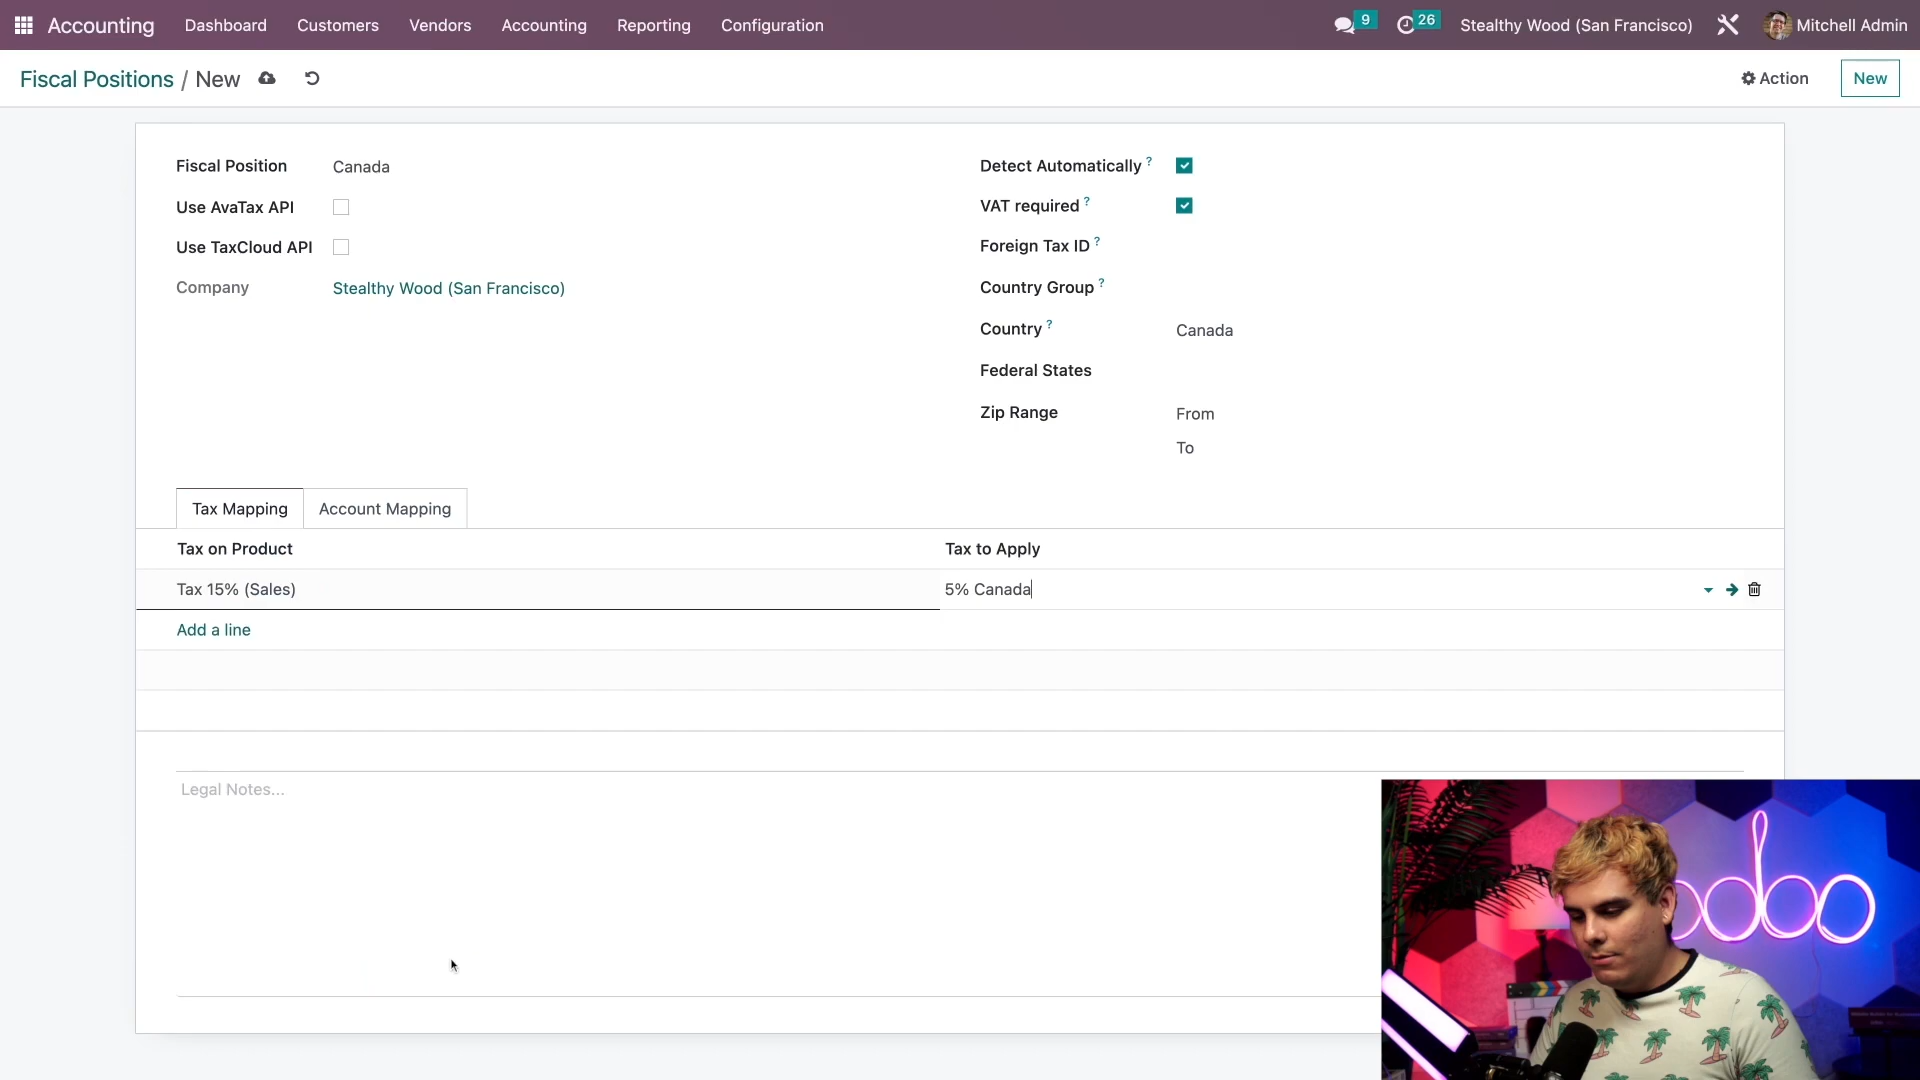 Accounting Dashboard Customers Vendors Accounting Reporting Configuration 9 26 Stealthy Wood (San Francisco) Mitchell Admin
Fiscal Positions / New Action New
Fiscal Position Canada
Use AvaTax API
Use TaxCloud API
Company Stealthy Wood (San Francisco)
Detect Automatically ?
VAT required ?
Foreign Tax ID ?
Country Group ?
Country ? Canada
Federal States
Zip Range From
To
Tax Mapping Account Mapping
Tax on Product Tax to Apply
Tax 15% (Sales) 5% Canada
Add a line
Legal Notes...
odoo